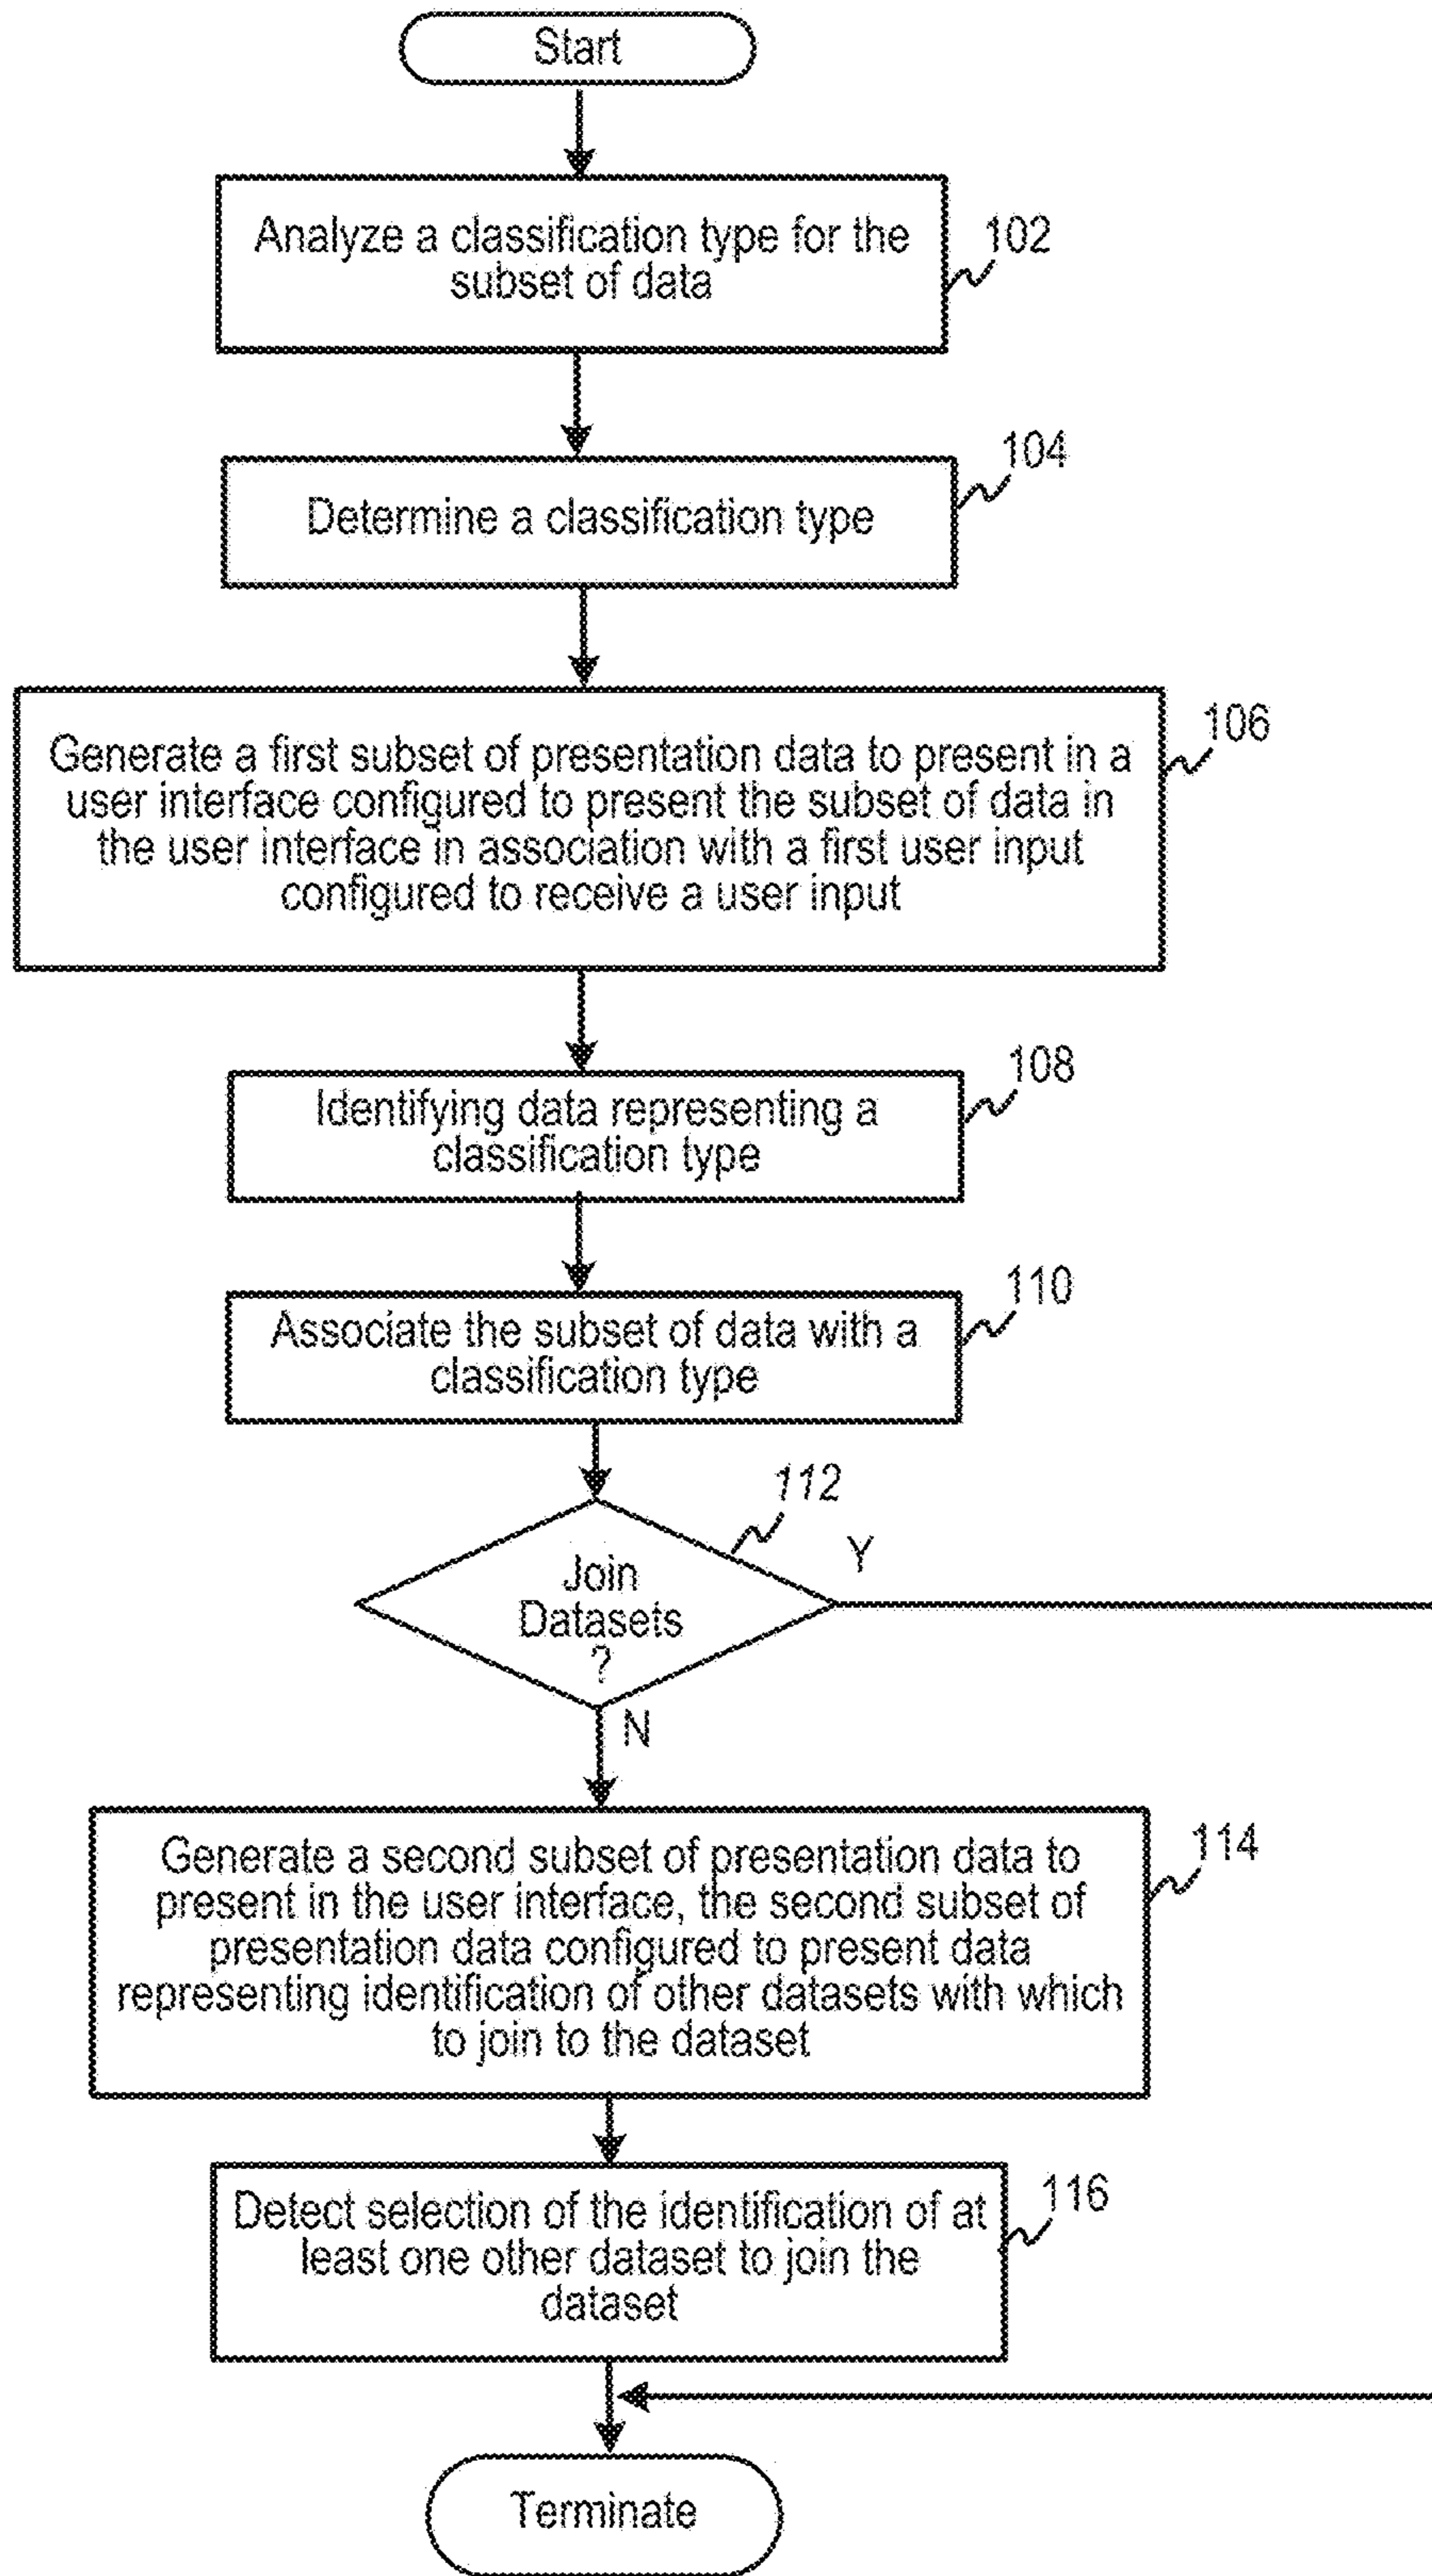 Start
Analyze a classification type for the
subset of data
102
Determine a classification type
104
Generate a first subset of presentation data to present in a
user interface configured to present the subset of data in
the user interface in association with a first user input
configured to receive a user input
106
Identifying data representing a
classification type
108
Associate the subset of data with a
classification type
110
Join
Datasets
?
112
Y
N
Generate a second subset of presentation data to
present in the user interface, the second subset of
presentation data configured to present data
representing identification of other datasets with which
to join to the dataset
114
Detect selection of the identification of at
least one other dataset to join the
dataset
116
Terminate